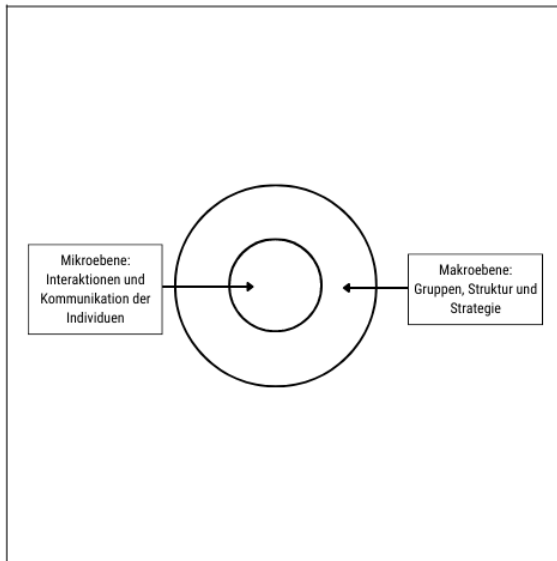 Mikroebene:
Interaktionen und
Kommunikation der
Individuen
Makroebene:
Gruppen, Struktur und
Strategie